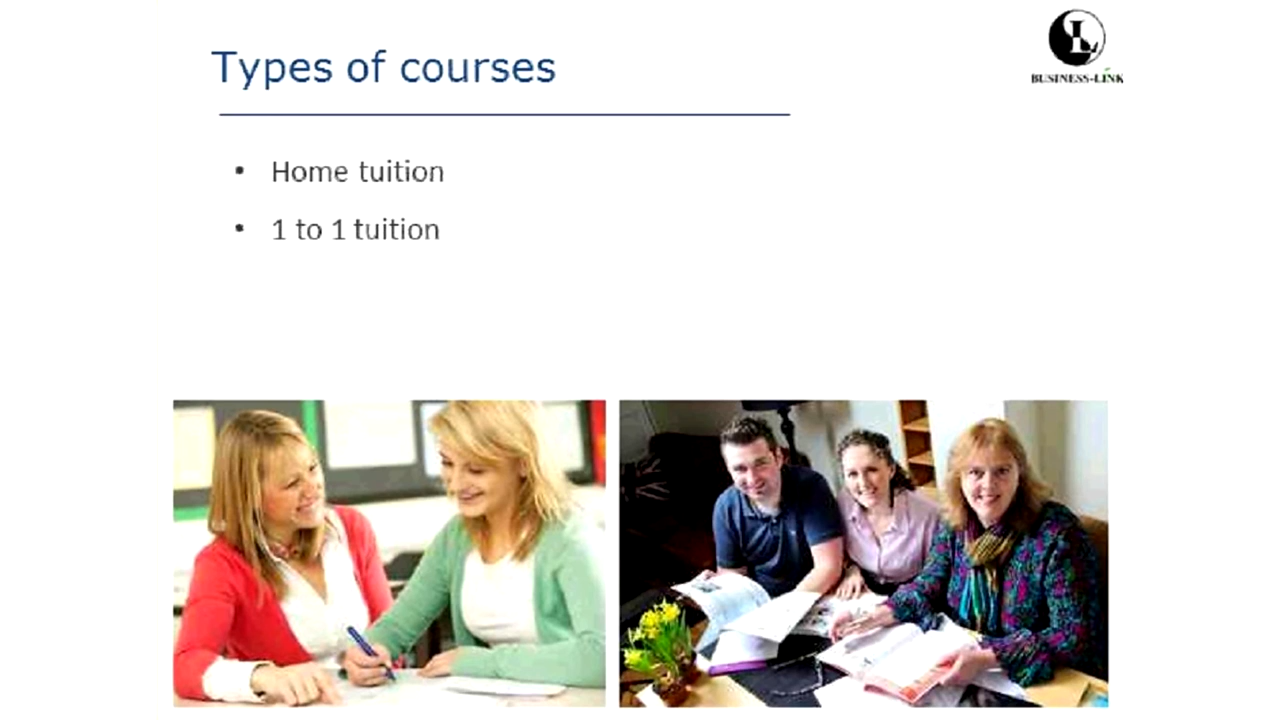 Types of courses
L
BUSINESS-LINK
• Home tuition
• 1 to 1 tuition